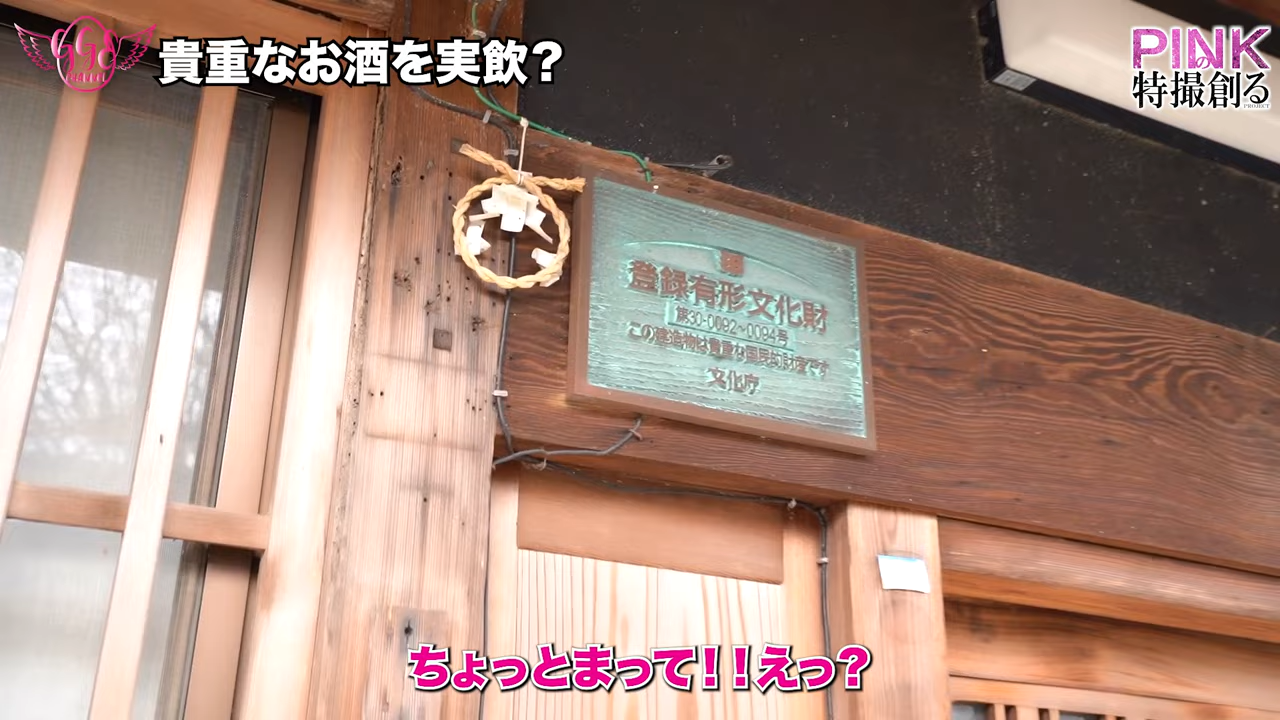 貴重なお酒を実飲？
PINK
の
特撮創る
PROJECT
登録有形文化財
第30-0092~0094号
この建造物は貴重な国民的財産です
文化庁
ちょっとまって！！えっ？